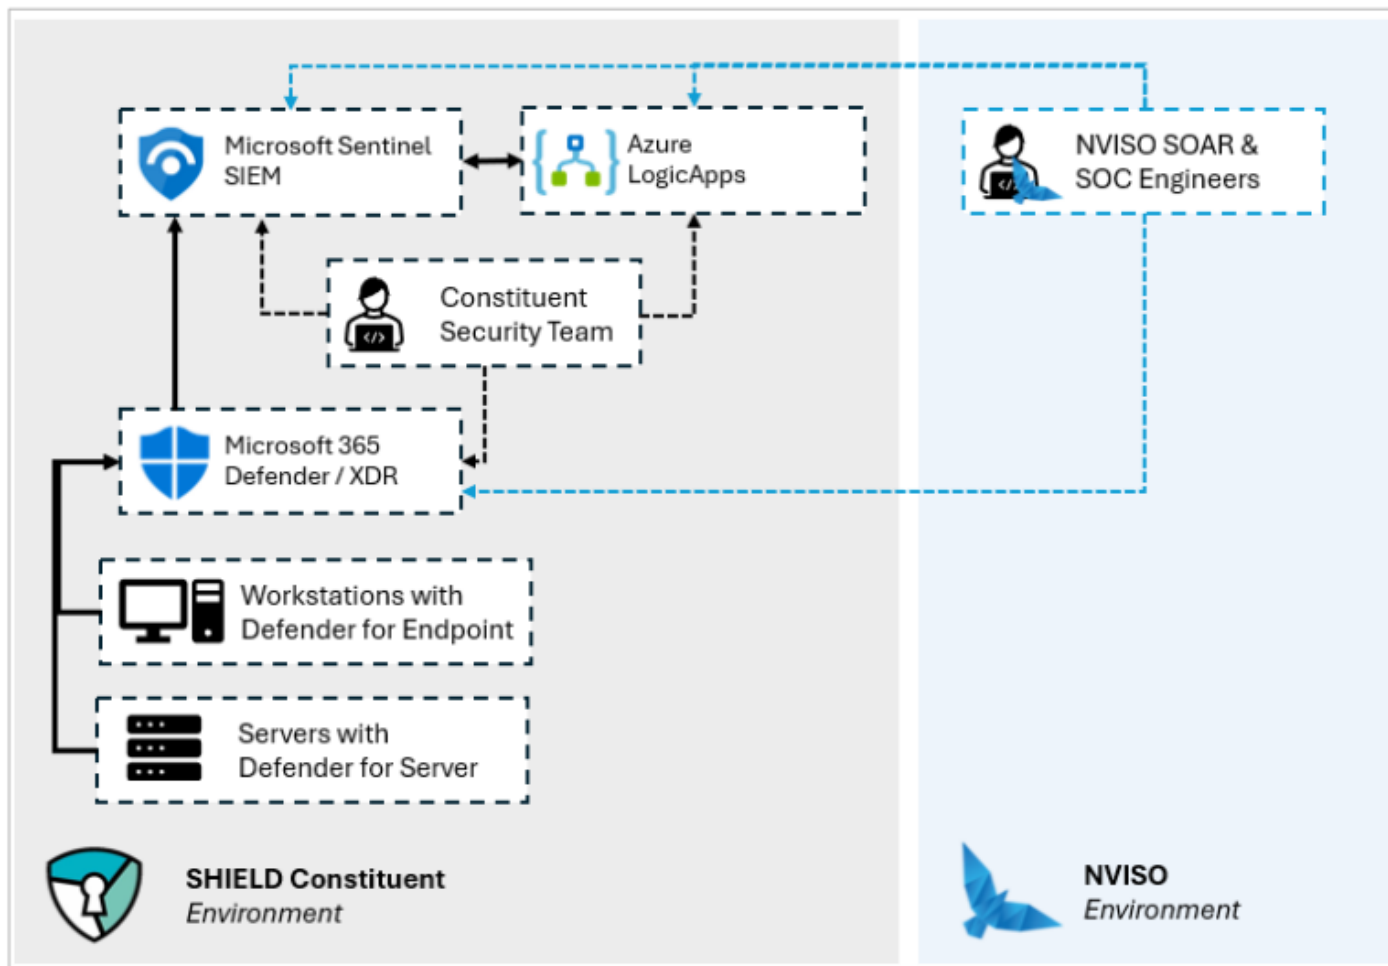 Microsoft Sentinel
SIEM
Azure
LogicApps
NVISO SOAR &
SOC Engineers
Constituent
Security Team
</>
Microsoft 365
Defender / XDR
Workstations with
Defender for Endpoint
Servers with
Defender for Server
SHIELD Constituent
Environment
NVISO
Environment